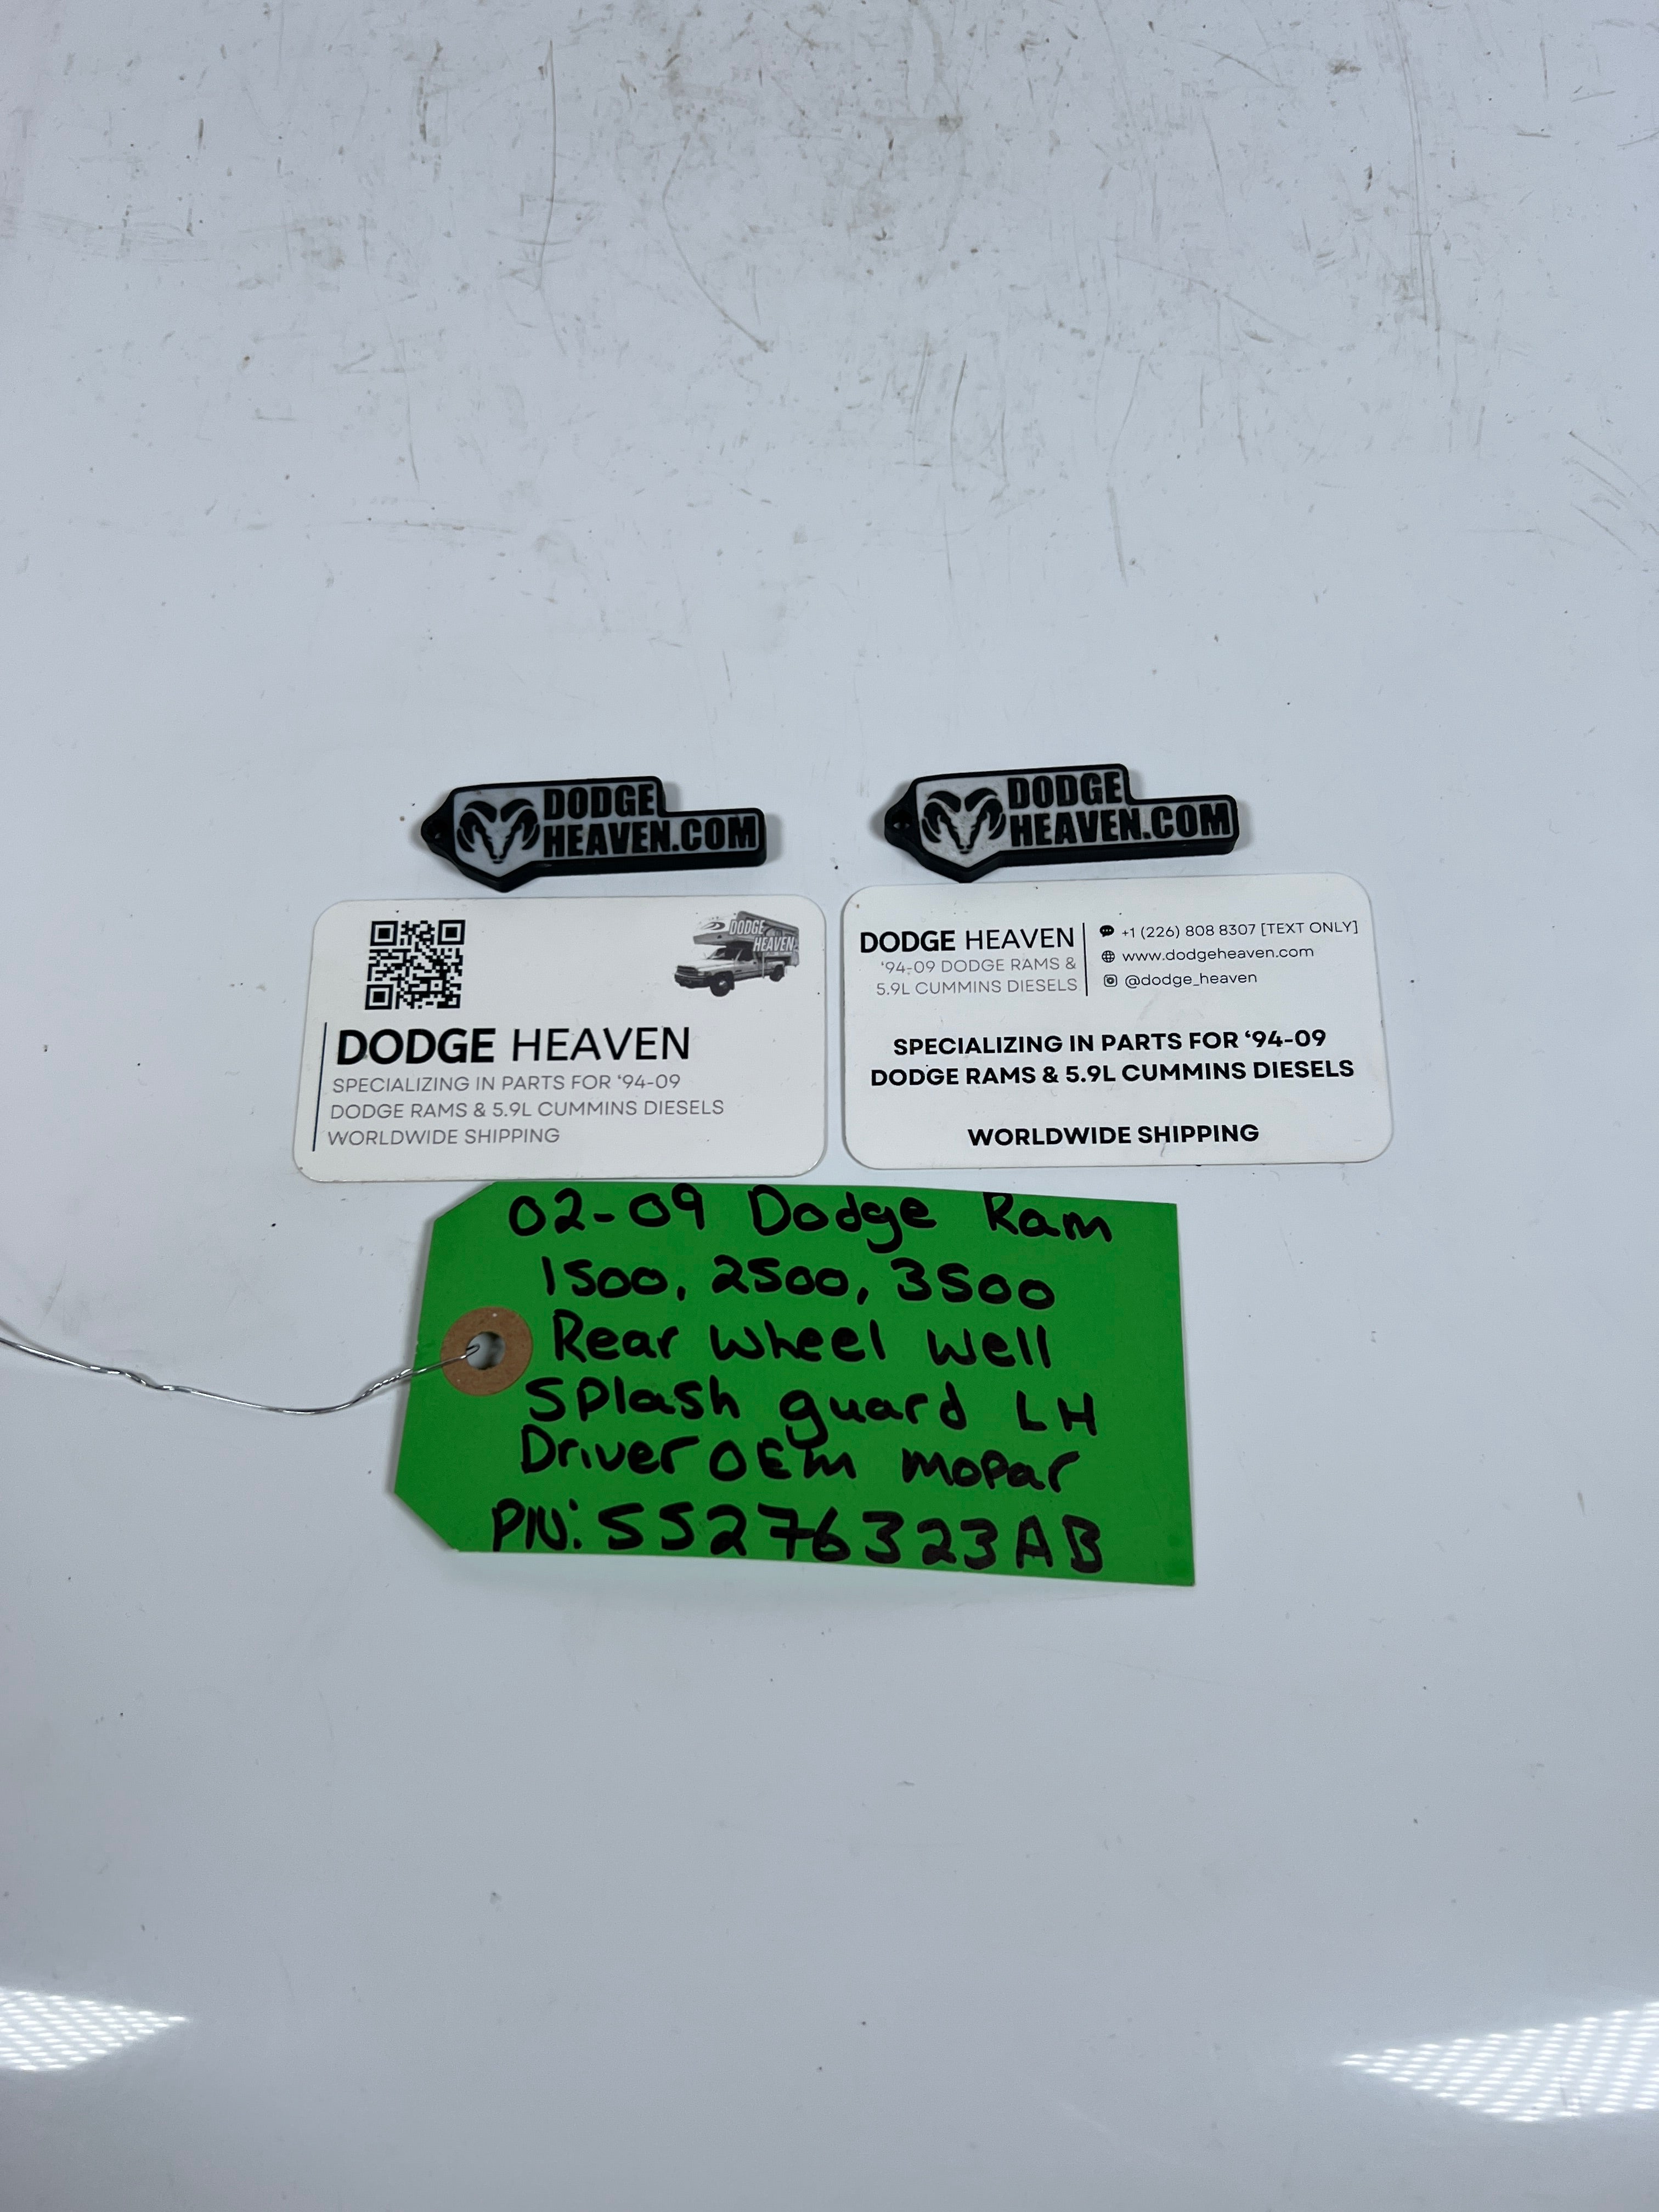 DODGE
HEAVEN.COM
DODGE
HEAVEN.COM
DODGE
HEAVEN
DODGE HEAVEN
SPECIALIZING IN PARTS FOR ‘94-09
DODGE RAMS & 5.9L CUMMINS DIESELS
WORLDWIDE SHIPPING
DODGE HEAVEN
‘94-09 DODGE RAMS &
5.9L CUMMINS DIESELS
+1 (226) 808 8307 [TEXT ONLY]
www.dodgeheaven.com
@dodge_heaven
SPECIALIZING IN PARTS FOR ‘94-09
DODGE RAMS & 5.9L CUMMINS DIESELS
WORLDWIDE SHIPPING
02-09 Dodge Ram
1500, 2500, 3500
Rear Wheel Well
Splash guard LH
Driver OEM mopar
PN: 55276323AB